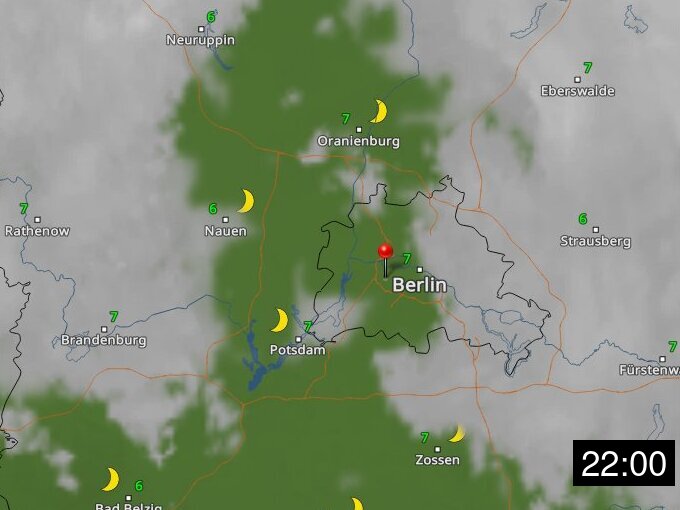 6
Neuruppin
7
Eberswalde
7
Oranienburg
7
Rathenow
6
Nauen
6
Strausberg
7
Berlin
7
Brandenburg
7
Potsdam
7
Fürstenwa
7
Zossen
22:00
6
Bad Belzig